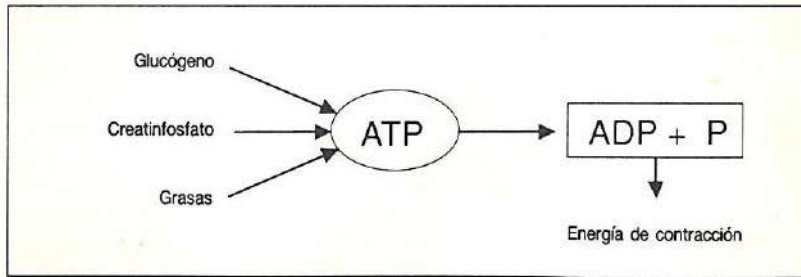 Glucógeno
Creatinfosfato
Grasas
ATP
ADP + P
Energía de contracción